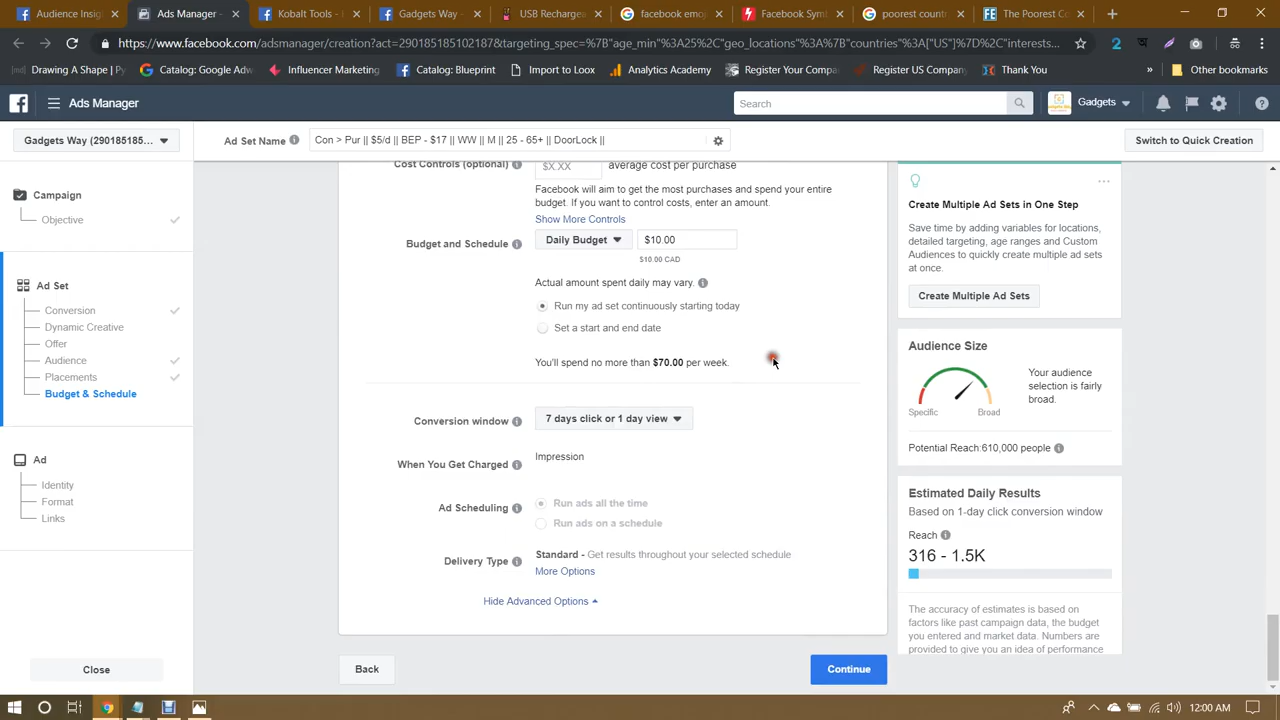 Audience Insig
Ads Manager -
Kobalt Tools -
Gadgets Way -
USB Rechargea
facebook emoj
Facebook Symb
poorest countr
The Poorest Co
https://www.facebook.com/adsmanager/creation?act=290185185102187&targeting_spec=%7B"age_min"%3A25%2C"geo_locations"%3A%7B"countries"%3A["US"]%7D%2C"interests...
Drawing A Shape | Py
Catalog: Google Adw
Influencer Marketing
Catalog: Blueprint
Import to Loox
Analytics Academy
Register Your Compa
Register US Company
Thank You
»
Other bookmarks
Ads Manager
Search
Gadgets
Gadgets Way (290185185...
Ad Set Name
Con > Pur || $5/d || BEP - $17 || WW || M || 25 - 65+ || DoorLock ||
Switch to Quick Creation
Campaign
Objective
Ad Set
Conversion
Dynamic Creative
Offer
Audience
Placements
Budget & Schedule
Ad
Identity
Format
Links
Close
Cost Controls (optional)
$X.XX average cost per purchase
Facebook will aim to get the most purchases and spend your entire
budget. If you want to control costs, enter an amount.
Show More Controls
Budget and Schedule
Daily Budget
$10.00
$10.00 CAD
Actual amount spent daily may vary.
Run my ad set continuously starting today
Set a start and end date
You'll spend no more than $70.00 per week.
Conversion window
7 days click or 1 day view
When You Get Charged
Impression
Ad Scheduling
Run ads all the time
Run ads on a schedule
Delivery Type
Standard - Get results throughout your selected schedule
More Options
Hide Advanced Options
Back
Continue
Create Multiple Ad Sets in One Step
Save time by adding variables for locations,
detailed targeting, age ranges and Custom
Audiences to quickly create multiple ad sets
at once.
Create Multiple Ad Sets
Audience Size
Your audience
selection is fairly
broad.
Specific
Broad
Potential Reach:610,000 people
Estimated Daily Results
Based on 1-day click conversion window
Reach
316 - 1.5K
The accuracy of estimates is based on
factors like past campaign data, the budget
you entered and market data. Numbers are
provided to give you an idea of performance
12:00 AM